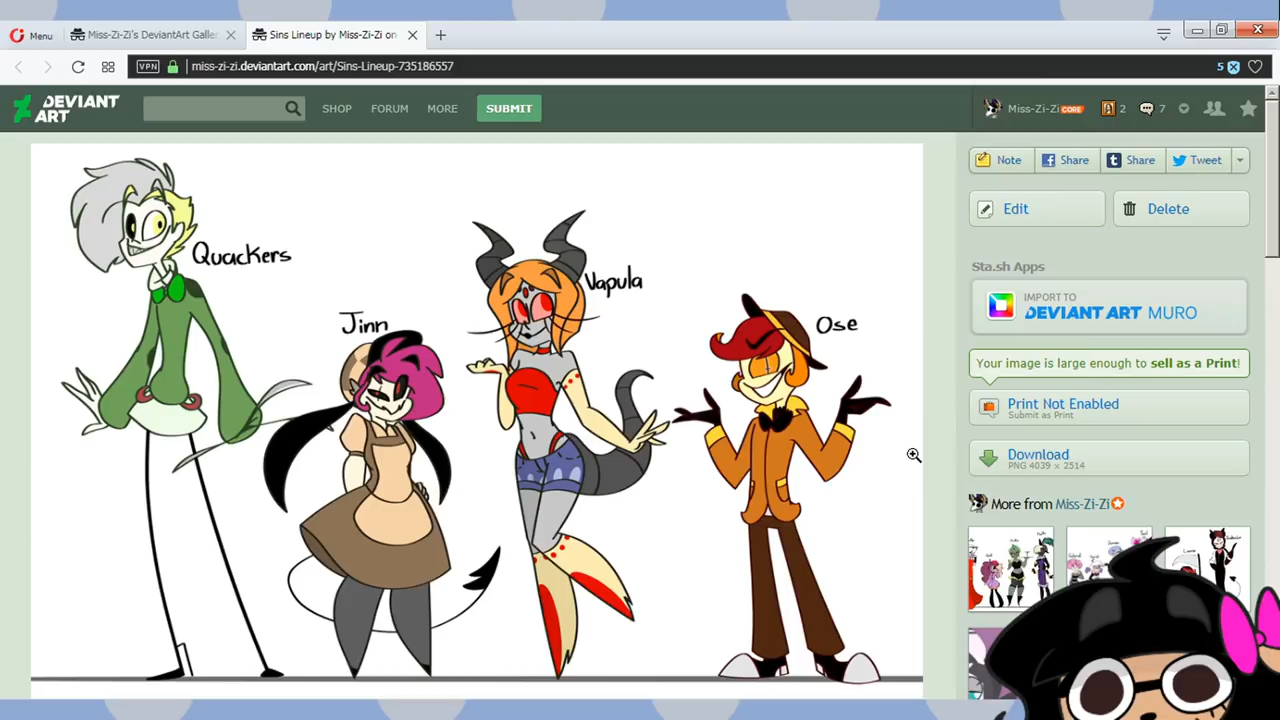 Menu
Miss-Zi-Zi's DeviantArt Galler
Sins Lineup by Miss-Zi-Zi on
VPN
miss-zi-zi.deviantart.com/art/Sins-Lineup-735186557
5
DEVIANT ART
SHOP
FORUM
MORE
SUBMIT
Miss-Zi-Zi CORE
2
7
Note
Share
Share
Tweet
Edit
Delete
Sta.sh Apps
IMPORT TO
DEVIANT ART MURO
Your image is large enough to sell as a Print!
Print Not Enabled
Submit as Print
Download
PNG 4039 × 2514
More from Miss-Zi-Zi
Quackers
Jinn
Vapula
Ose